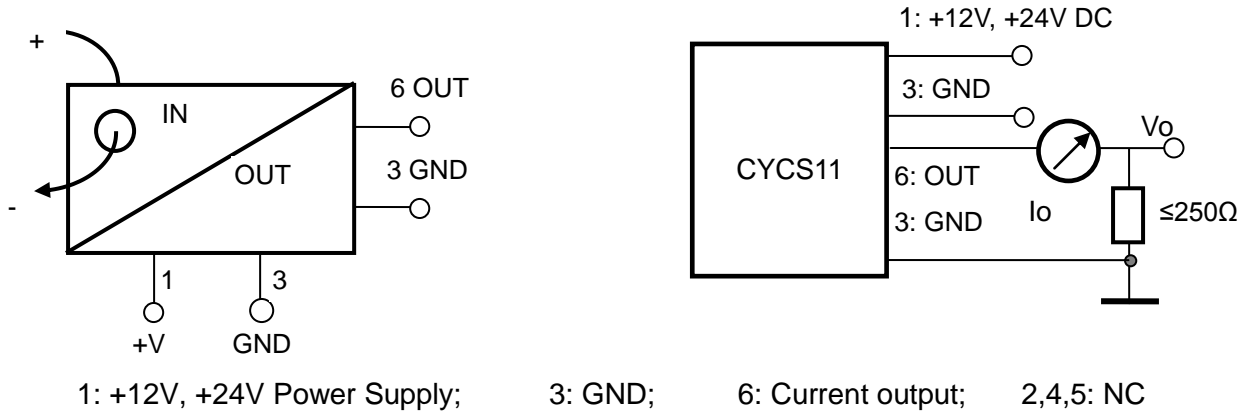 +
IN
OUT
-
6 OUT
3 GND
1
3
+V
GND
1: +12V, +24V DC
3: GND
CYCS11
Vo
6: OUT
Io
≤250Ω
3: GND
1: +12V, +24V Power Supply; 3: GND; 6: Current output; 2,4,5: NC